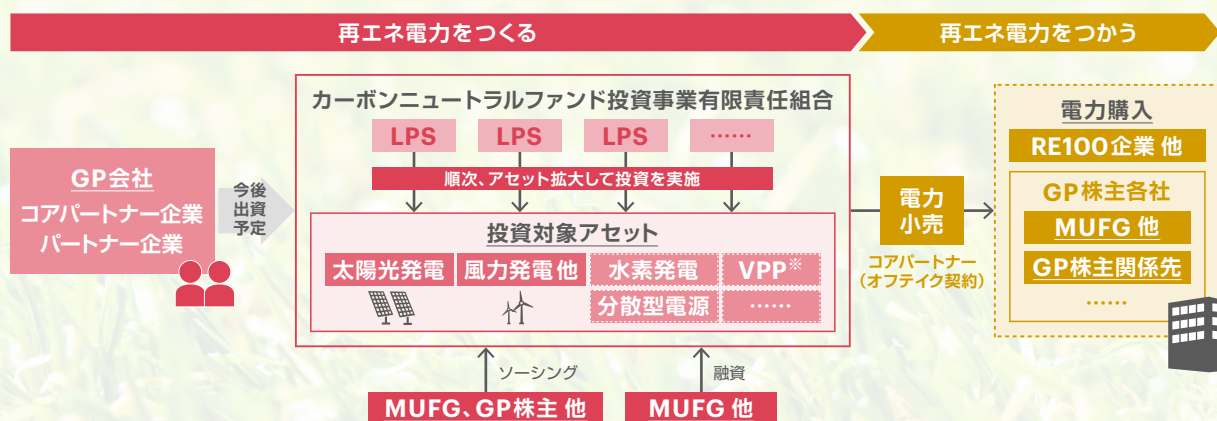 再エネ電力をつくる
再エネ電力をつかう
GP会社
コアパートナー企業
パートナー企業
今後
出資
予定
カーボンニュートラルファンド投資事業有限責任組合
LPS LPS LPS ……
順次、アセット拡大して投資を実施
投資対象アセット
太陽光発電 風力発電 他 水素発電 VPP※
分散型電源 ……
ソーシング
融資
MUFG、GP株主 他
MUFG 他
電力
小売
コアパートナー
（オフテイク契約）
電力購入
RE100企業 他
GP株主各社
MUFG 他
GP株主関係先
……